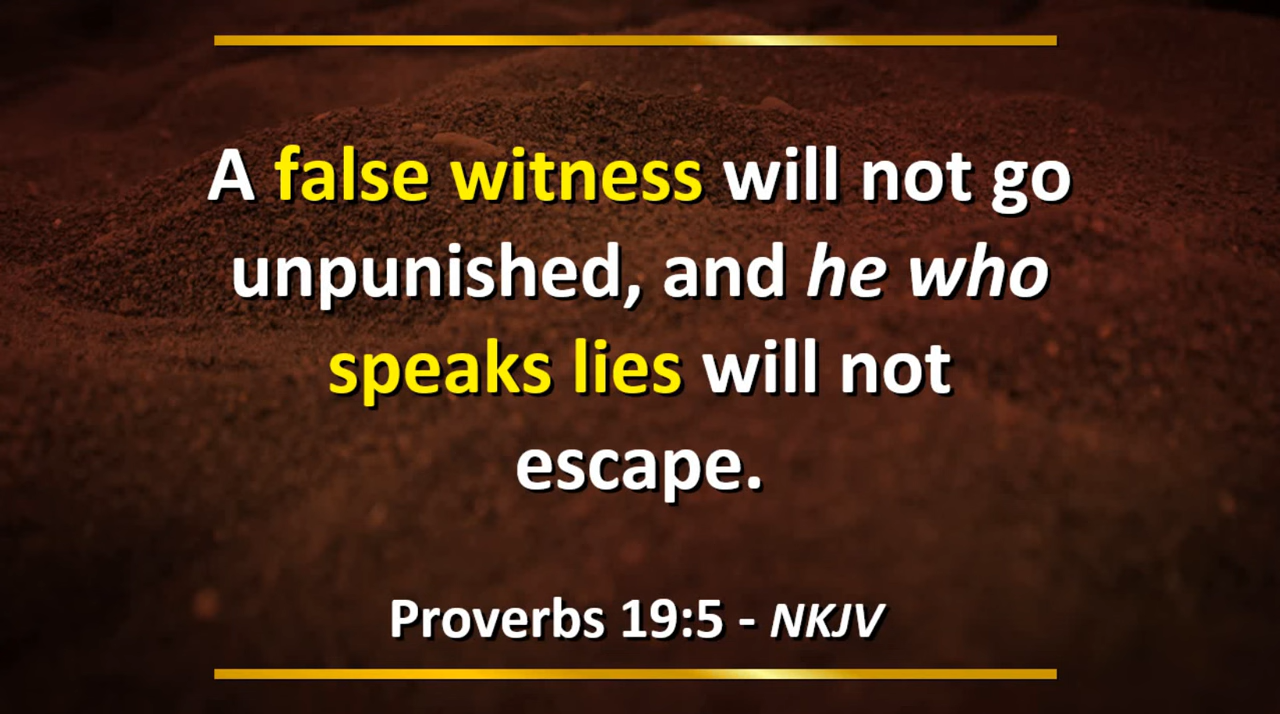 A false witness will not go
unpunished, and he who
speaks lies will not
escape.
Proverbs 19:5 - NKJV